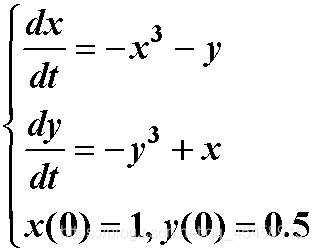 dx/dt = -x³ - y
dy/dt = -y³ + x
x(0) = 1, y(0) = 0.5